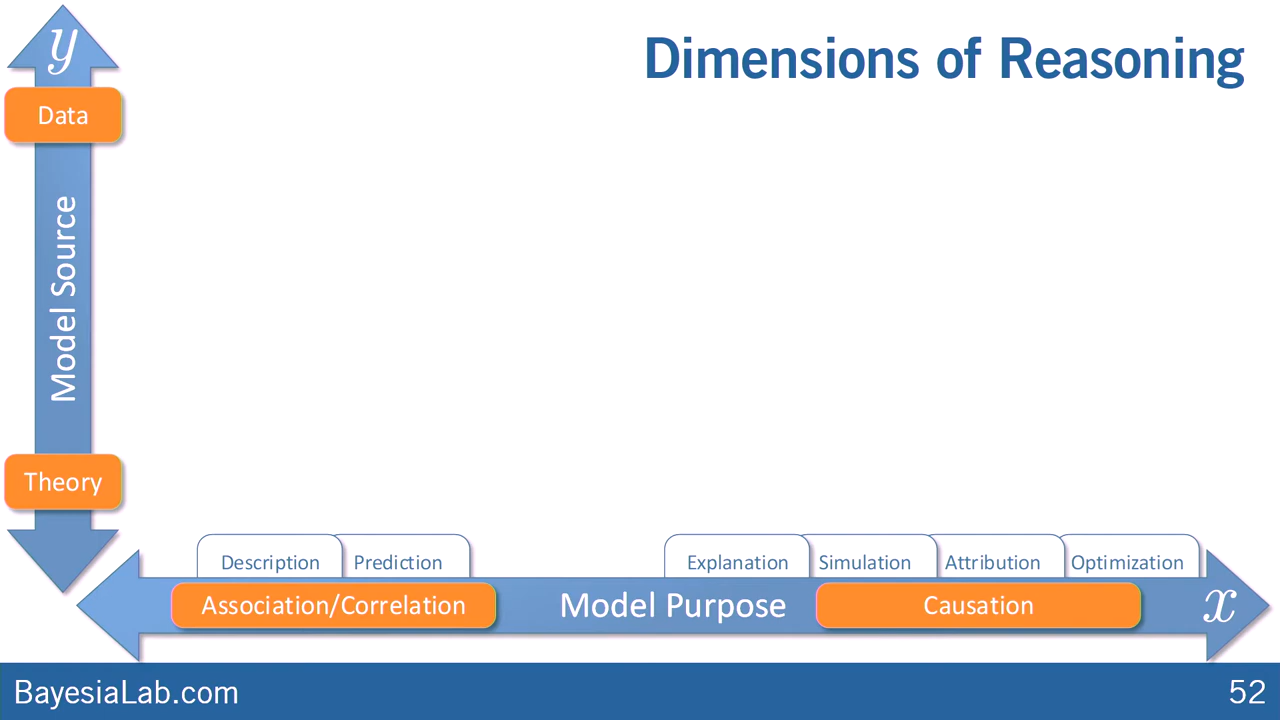 Dimensions of Reasoning
y
Data
Model Source
Theory
Description
Prediction
Explanation
Simulation
Attribution
Optimization
Association/Correlation
Model Purpose
Causation
x
BayesiaLab.com
52